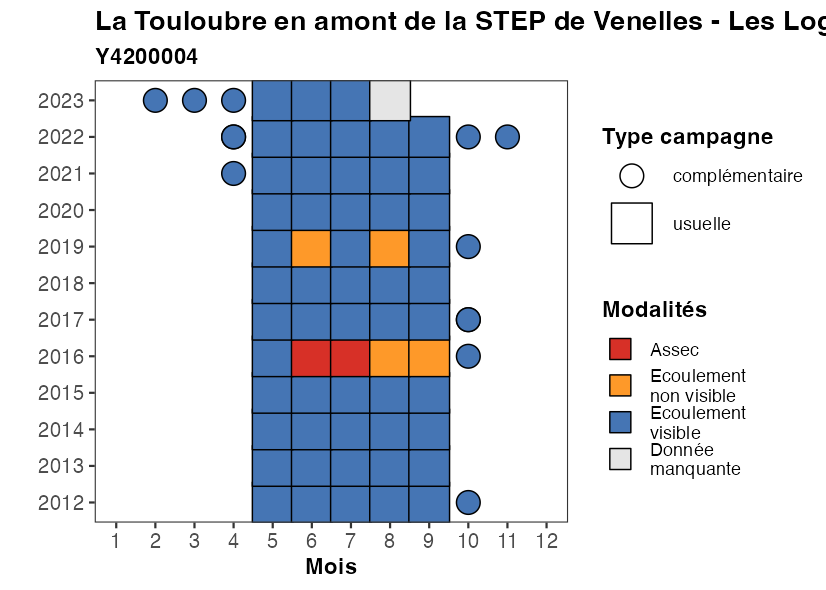 La Touloubre en amont de la STEP de Venelles - Les Log
Y4200004
2023
2022
2021
2020
2019
2018
2017
2016
2015
2014
2013
2012
1 2 3 4 5 6 7 8 9 10 11 12
Mois
Type campagne
complémentaire
usuelle
Modalités
Assec
Ecoulement
non visible
Ecoulement
visible
Donnée
manquante